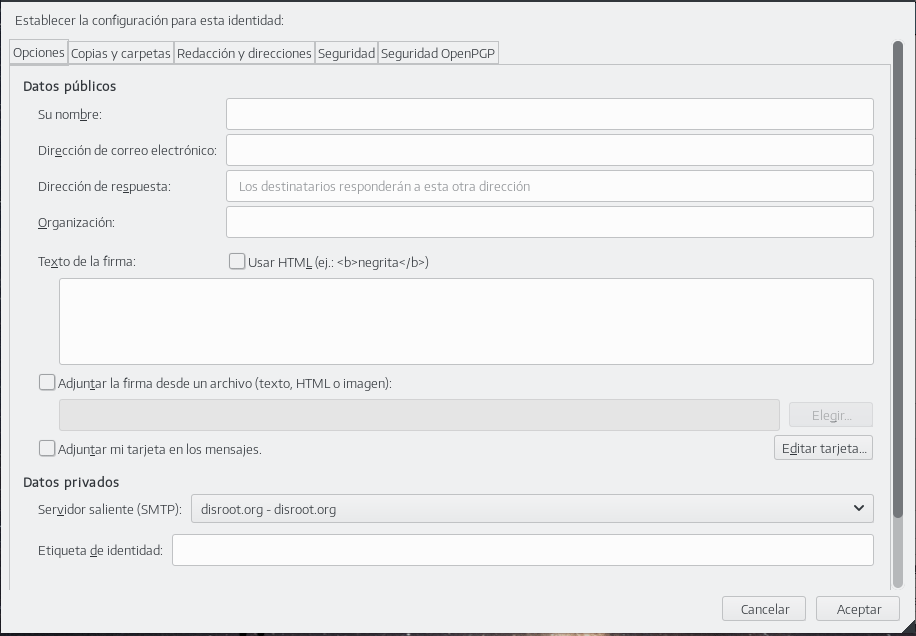 Establecer la configuración para esta identidad:
Opciones Copias y carpetas Redacción y direcciones Seguridad Seguridad OpenPGP
Datos públicos
Su nombre:
Dirección de correo electrónico:
Dirección de respuesta: Los destinatarios responderán a esta otra dirección
Organización:
Texto de la firma: Usar HTML (ej.: <b>negrita</b>)
Adjuntar la firma desde un archivo (texto, HTML o imagen):
Elegir...
Adjuntar mi tarjeta en los mensajes. Editar tarjeta...
Datos privados
Servidor saliente (SMTP): disroot.org - disroot.org
Etiqueta de identidad:
Cancelar Aceptar